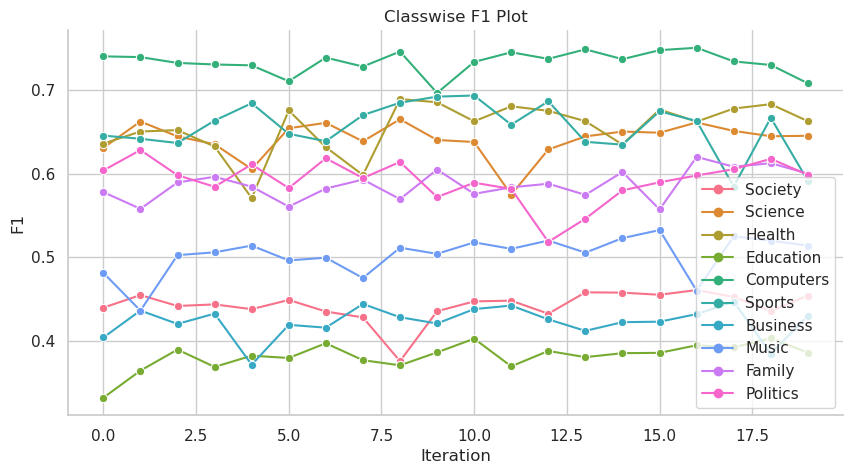 Classwise F1 Plot
F1
0.7
0.6
0.5
0.4
Society
Science
Health
Education
Computers
Sports
Business
Music
Family
Politics
0.0 2.5 5.0 7.5 10.0 12.5 15.0 17.5
Iteration